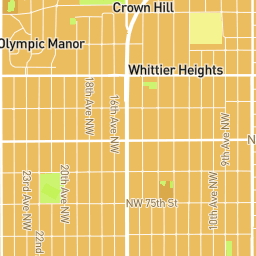 Crown Hill
Olympic Manor
Whittier Heights
18th Ave NW
16th Ave NW
9th Ave NW
N
23rd Ave NW
20th Ave NW
10th Ave NW
NW 75th St
22nd